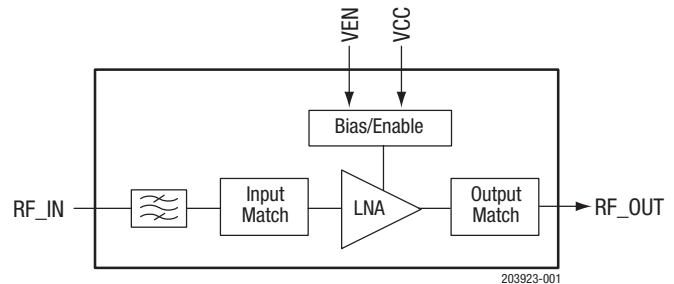 VEN
VCC
Bias/Enable
RF_IN
Input
Match
LNA
Output
Match
RF_OUT
203923-001